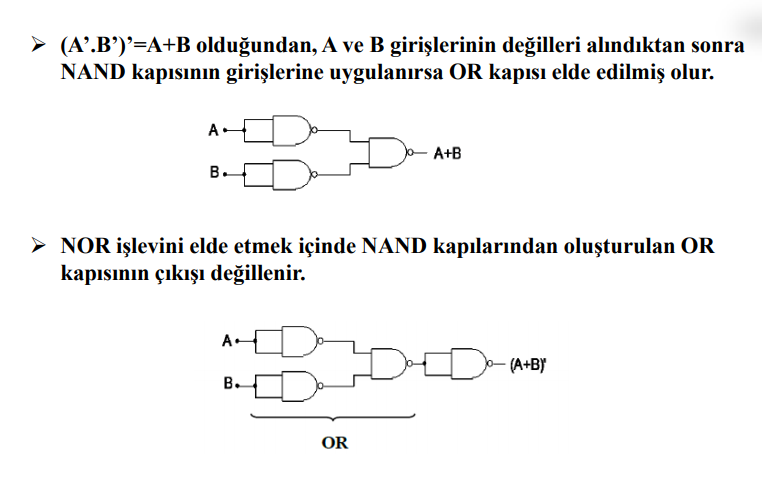 ➢ (A’.B’)’=A+B olduğundan, A ve B girişlerinin değilleri alındıktan sonra
NAND kapısının girişlerine uygulanırsa OR kapısı elde edilmiş olur.
A
A+B
B
➢ NOR işlevini elde etmek içinde NAND kapılarından oluşturulan OR
kapısının çıkışı değillenir.
A
(A+B)'
B
OR